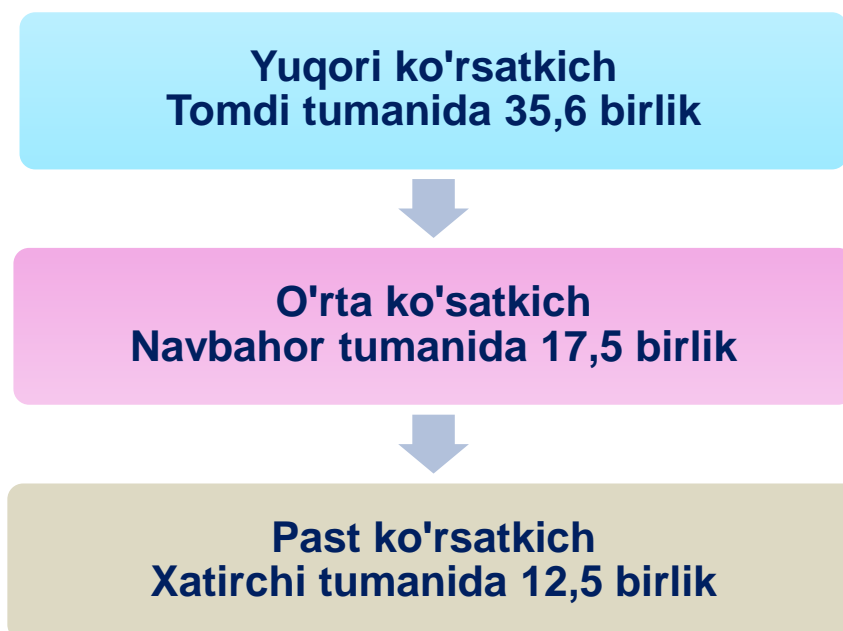 Yuqori ko'rsatkich
Tomdi tumanida 35,6 birlik
O'rta ko'satkich
Navbahor tumanida 17,5 birlik
Past ko'rsatkich
Xatirchi tumanida 12,5 birlik